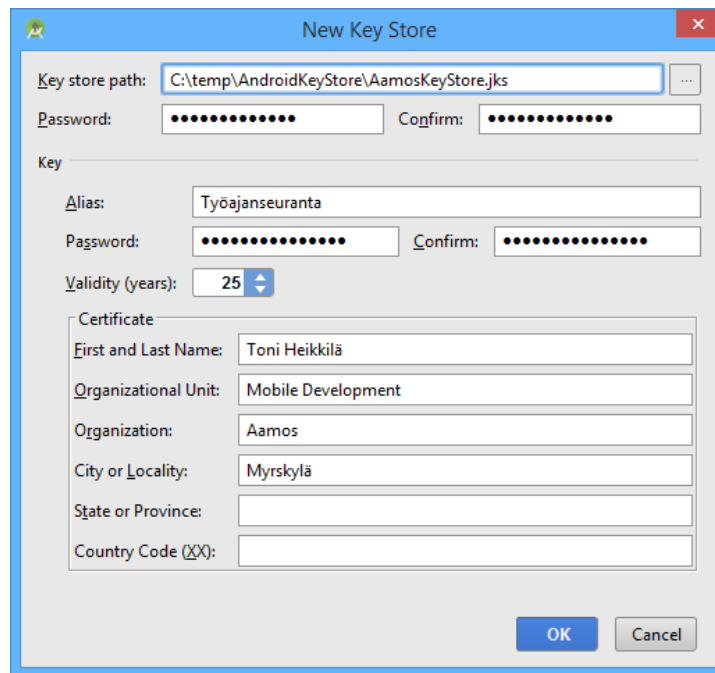 New Key Store
Key store path: C:\temp\AndroidKeyStore\AamosKeyStore.jks ...
Password: ●●●●●●●●●●●●● Confirm: ●●●●●●●●●●●●●
Key
Alias: Työajanseuranta
Password: ●●●●●●●●●●●●●●● Confirm: ●●●●●●●●●●●●●●●
Validity (years): 25
Certificate
First and Last Name: Toni Heikkilä
Organizational Unit: Mobile Development
Organization: Aamos
City or Locality: Myrskylä
State or Province:
Country Code (XX):
OK Cancel